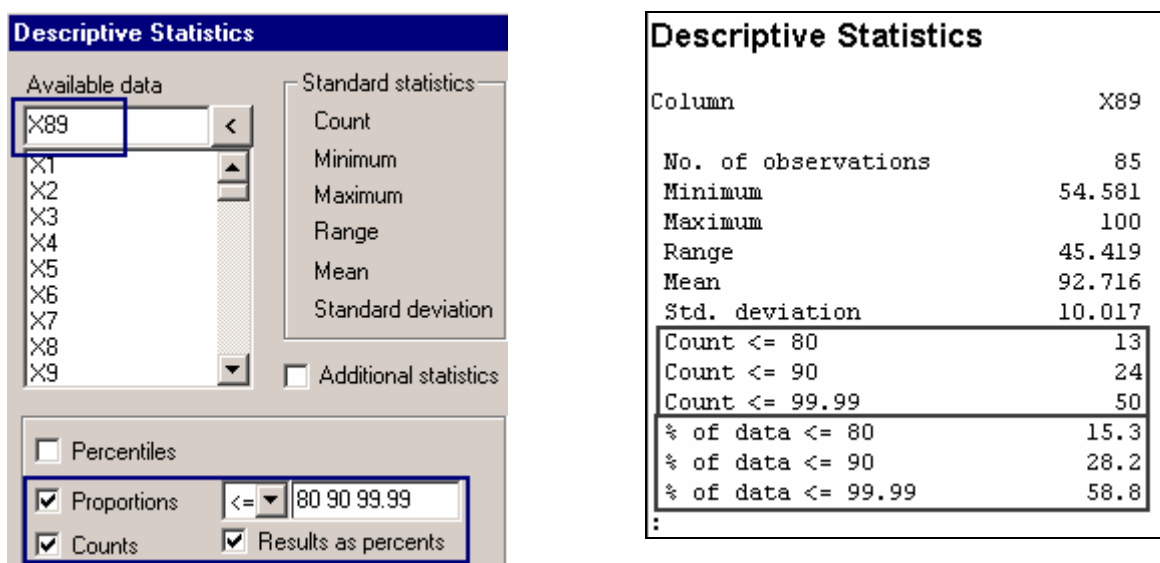 Descriptive Statistics
Available data
X89 <
X1
X2
X3
X4
X5
X6
X7
X8
X9
Standard statistics
Count
Minimum
Maximum
Range
Mean
Standard deviation
Additional statistics
Percentiles
Proportions <= 80 90 99.99
Counts Results as percents
Descriptive Statistics
Column X89
No. of observations 85
Minimum 54.581
Maximum 100
Range 45.419
Mean 92.716
Std. deviation 10.017
Count <= 80 13
Count <= 90 24
Count <= 99.99 50
% of data <= 80 15.3
% of data <= 90 28.2
% of data <= 99.99 58.8
: